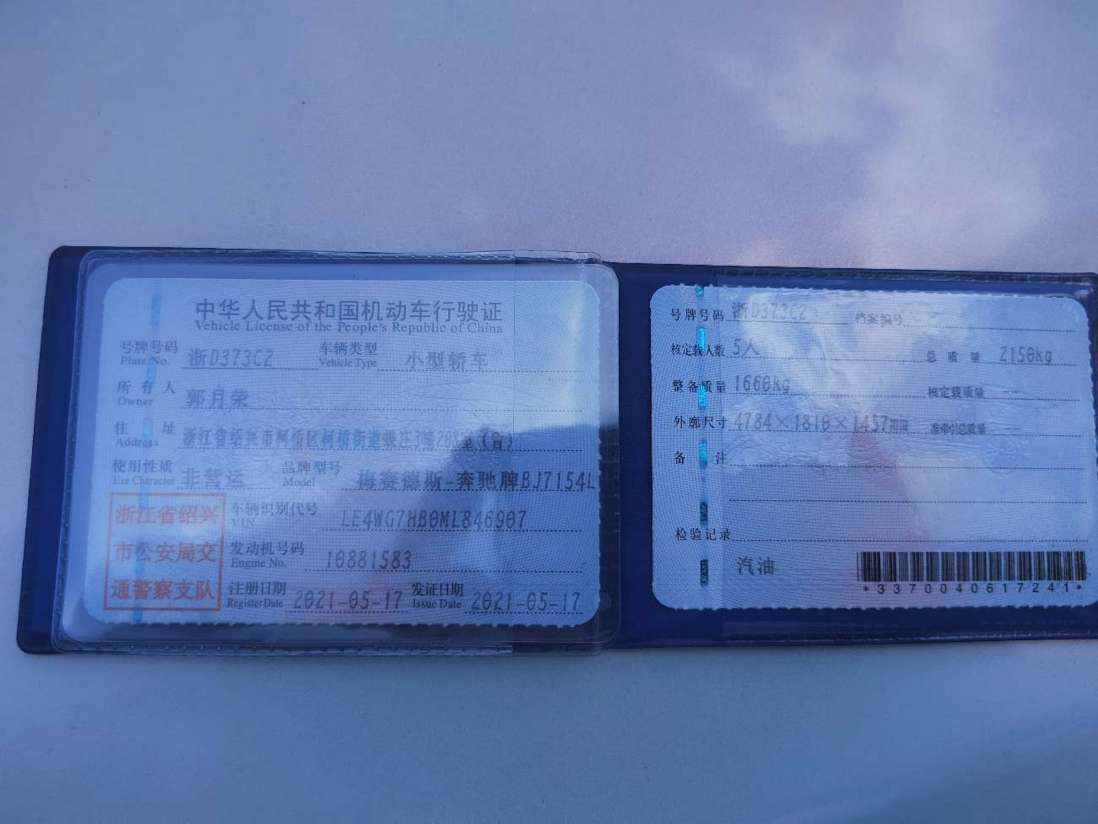 中华人民共和国机动车行驶证
Vehicle License of the People's Republic of China
号牌号码 浙D373CZ 车辆类型 小型轿车
Plate No. Vehicle Type
所有人 郭月荣
Owner
住址 浙江省绍兴市柯桥区柯桥街道 3幢 室
Address
使用性质 非营运 品牌型号 梅赛德斯-奔驰牌BJ7154L
Use Character Model
浙江省绍兴
市公安局交
通警察支队
车辆识别代号 LE4WG7HB0ML846907
VIN
发动机号码 10881583
Engine No.
注册日期 2021-05-17 发证日期 2021-05-17
Register Date Issue Date
号牌号码 浙D373CZ 档案编号
核定载人数 5人 总质量 2150kg
整备质量 1660kg 核定载质量 --
外廓尺寸 4784×1810×1457mm 准牵引总质量 --
备注
检验记录
汽油
*3370040617241*